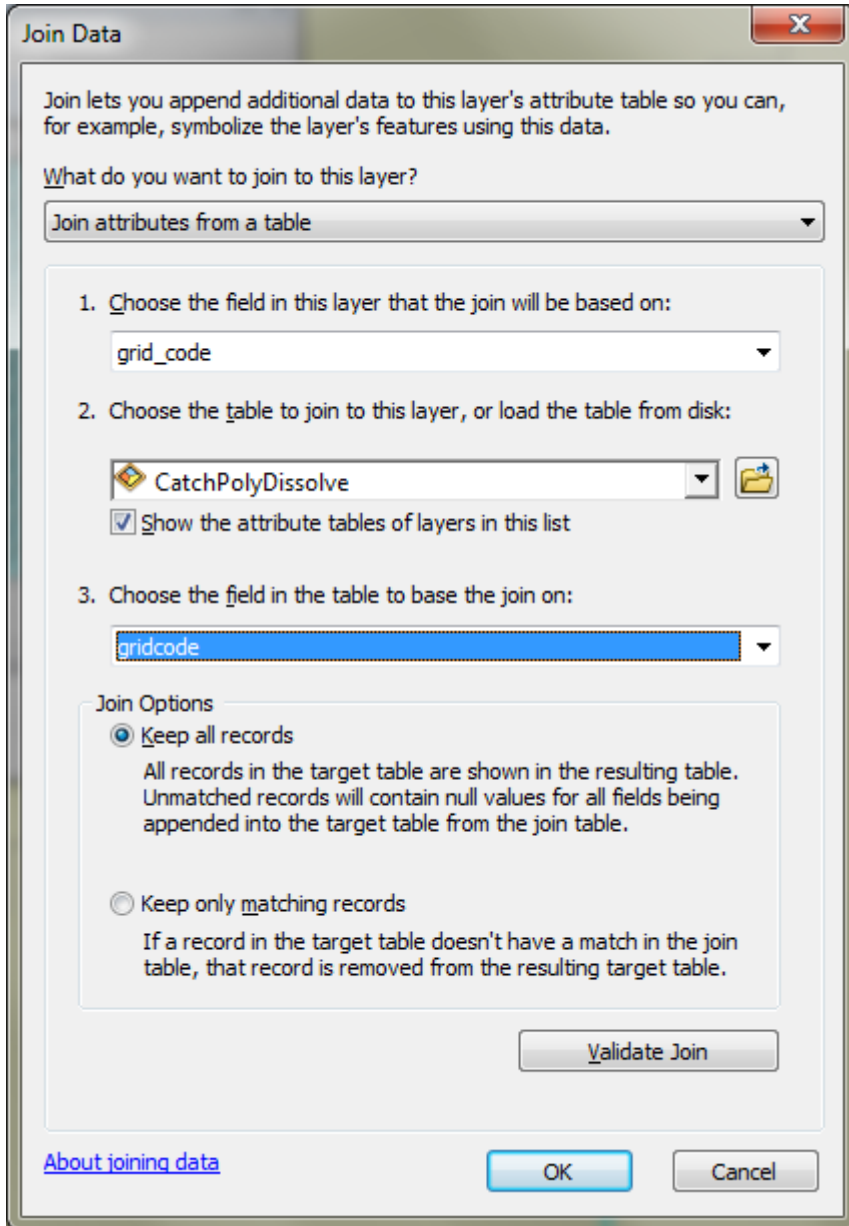 Join Data
Join lets you append additional data to this layer's attribute table so you can,
for example, symbolize the layer's features using this data.
What do you want to join to this layer?
Join attributes from a table
1. Choose the field in this layer that the join will be based on:
grid_code
2. Choose the table to join to this layer, or load the table from disk:
CatchPolyDissolve
Show the attribute tables of layers in this list
3. Choose the field in the table to base the join on:
gridcode
Join Options
Keep all records
All records in the target table are shown in the resulting table.
Unmatched records will contain null values for all fields being
appended into the target table from the join table.
Keep only matching records
If a record in the target table doesn't have a match in the join
table, that record is removed from the resulting target table.
Validate Join
About joining data
OK
Cancel